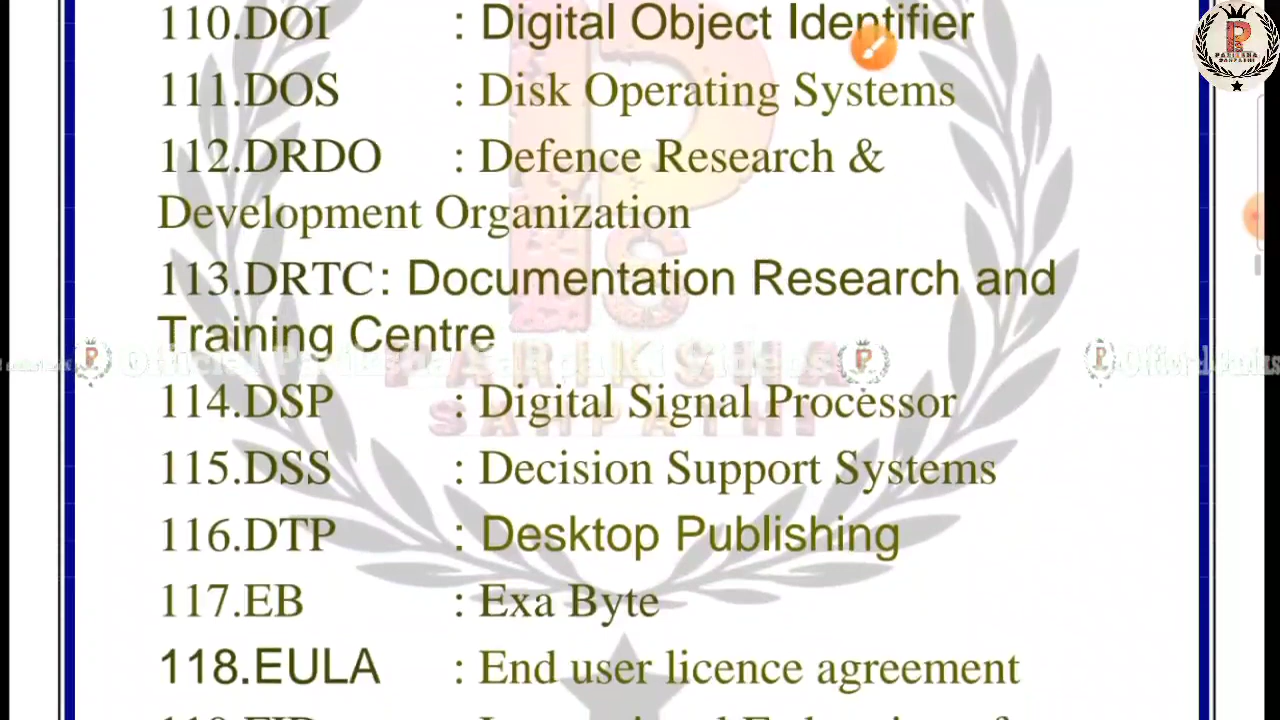 110.DOI : Digital Object Identifier
111.DOS : Disk Operating Systems
112.DRDO : Defence Research &
Development Organization
113.DRTC : Documentation Research and
Training Centre
114.DSP : Digital Signal Processor
115.DSS : Decision Support Systems
116.DTP : Desktop Publishing
117.EB : Exa Byte
118.EULA : End user licence agreement
PARIKSHA
SARPATHI